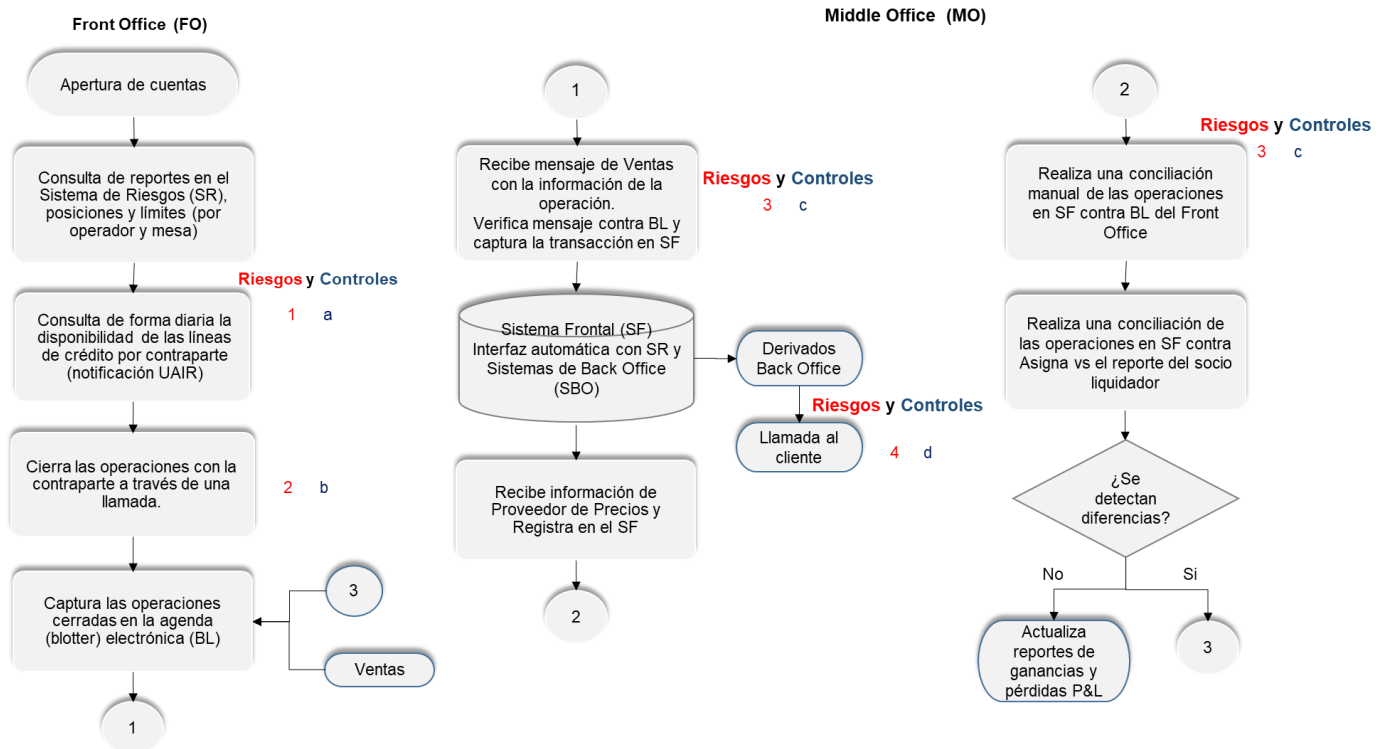 Front Office (FO)
Apertura de cuentas
Consulta de reportes en el
Sistema de Riesgos (SR),
posiciones y límites (por
operador y mesa)
Riesgos y Controles
1 a
Consulta de forma diaria la
disponibilidad de las líneas
de crédito por contraparte
(notificación UAIR)
Cierra las operaciones con la
contraparte a través de una
llamada.
2 b
Captura las operaciones
cerradas en la agenda
(blotter) electrónica (BL)
3
Ventas
1
Middle Office (MO)
1
Recibe mensaje de Ventas
con la información de la
operación.
Verifica mensaje contra BL y
captura la transacción en SF
Riesgos y Controles
3 c
Sistema Frontal (SF)
Interfaz automática con SR y
Sistemas de Back Office
(SBO)
Derivados
Back Office
Riesgos y Controles
Llamada al
cliente
4 d
Recibe información de
Proveedor de Precios y
Registra en el SF
2
2
Riesgos y Controles
3 c
Realiza una conciliación
manual de las operaciones
en SF contra BL del Front
Office
Realiza una conciliación de
las operaciones en SF contra
Asigna vs el reporte del socio
liquidador
¿Se
detectan
diferencias?
No
Si
Actualiza
reportes de
ganancias y
pérdidas P&L
3